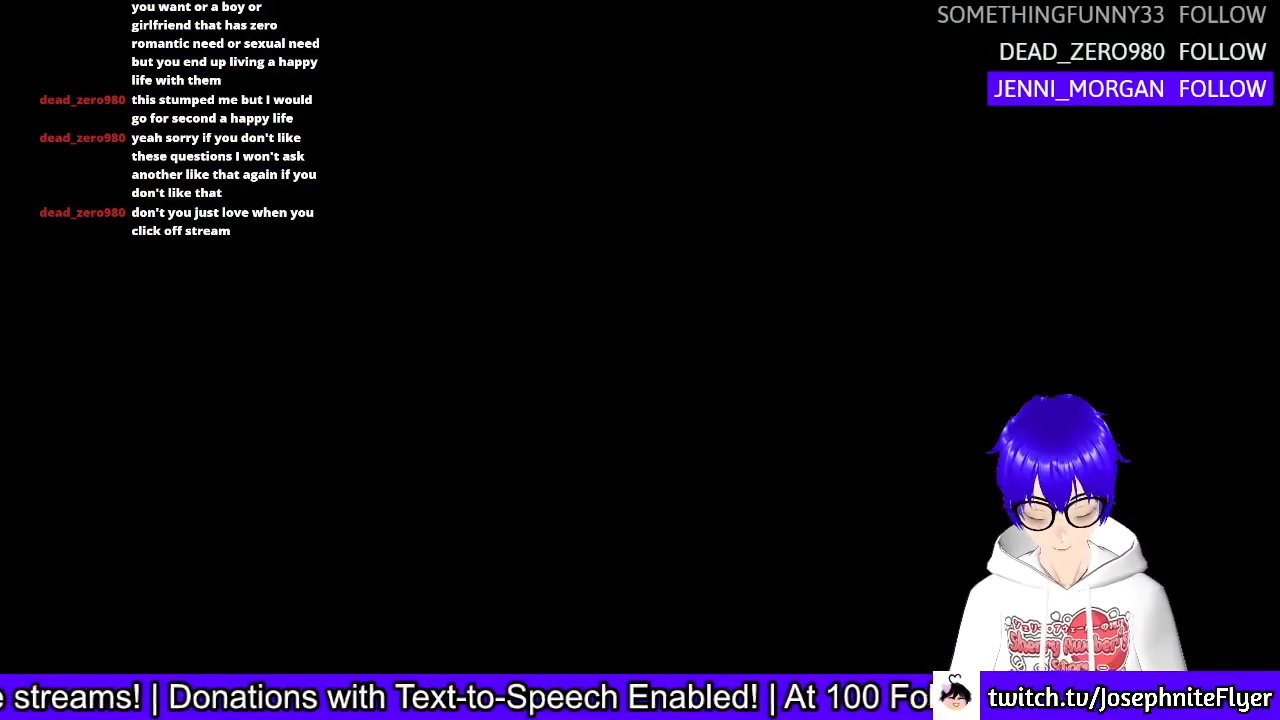 you want or a boy or
girlfriend that has zero
romantic need or sexual need
but you end up living a happy
life with them
dead_zero980 this stumped me but I would
go for second a happy life
dead_zero980 yeah sorry if you don't like
these questions I won't ask
another like that again if you
don't like that
dead_zero980 don't you just love when you
click off stream
SOMETHINGFUNNY33 FOLLOW
DEAD_ZERO980 FOLLOW
JENNI_MORGAN FOLLOW
e streams! | Donations with Text-to-Speech Enabled! | At 100 Fol
twitch.tv/JosephniteFlyer